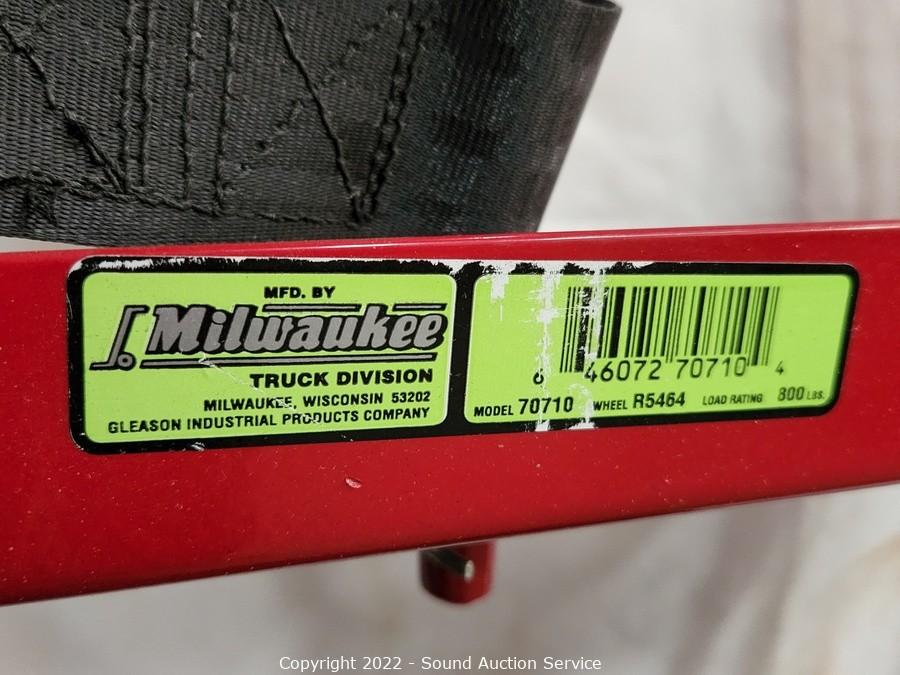 MFD. BY
Milwaukee
TRUCK DIVISION
MILWAUKEE, WISCONSIN 53202
GLEASON INDUSTRIAL PRODUCTS COMPANY
6 46072 70710 4
MODEL 70710 WHEEL R5464 LOAD RATING 800 LBS.
Copyright 2022 - Sound Auction Service